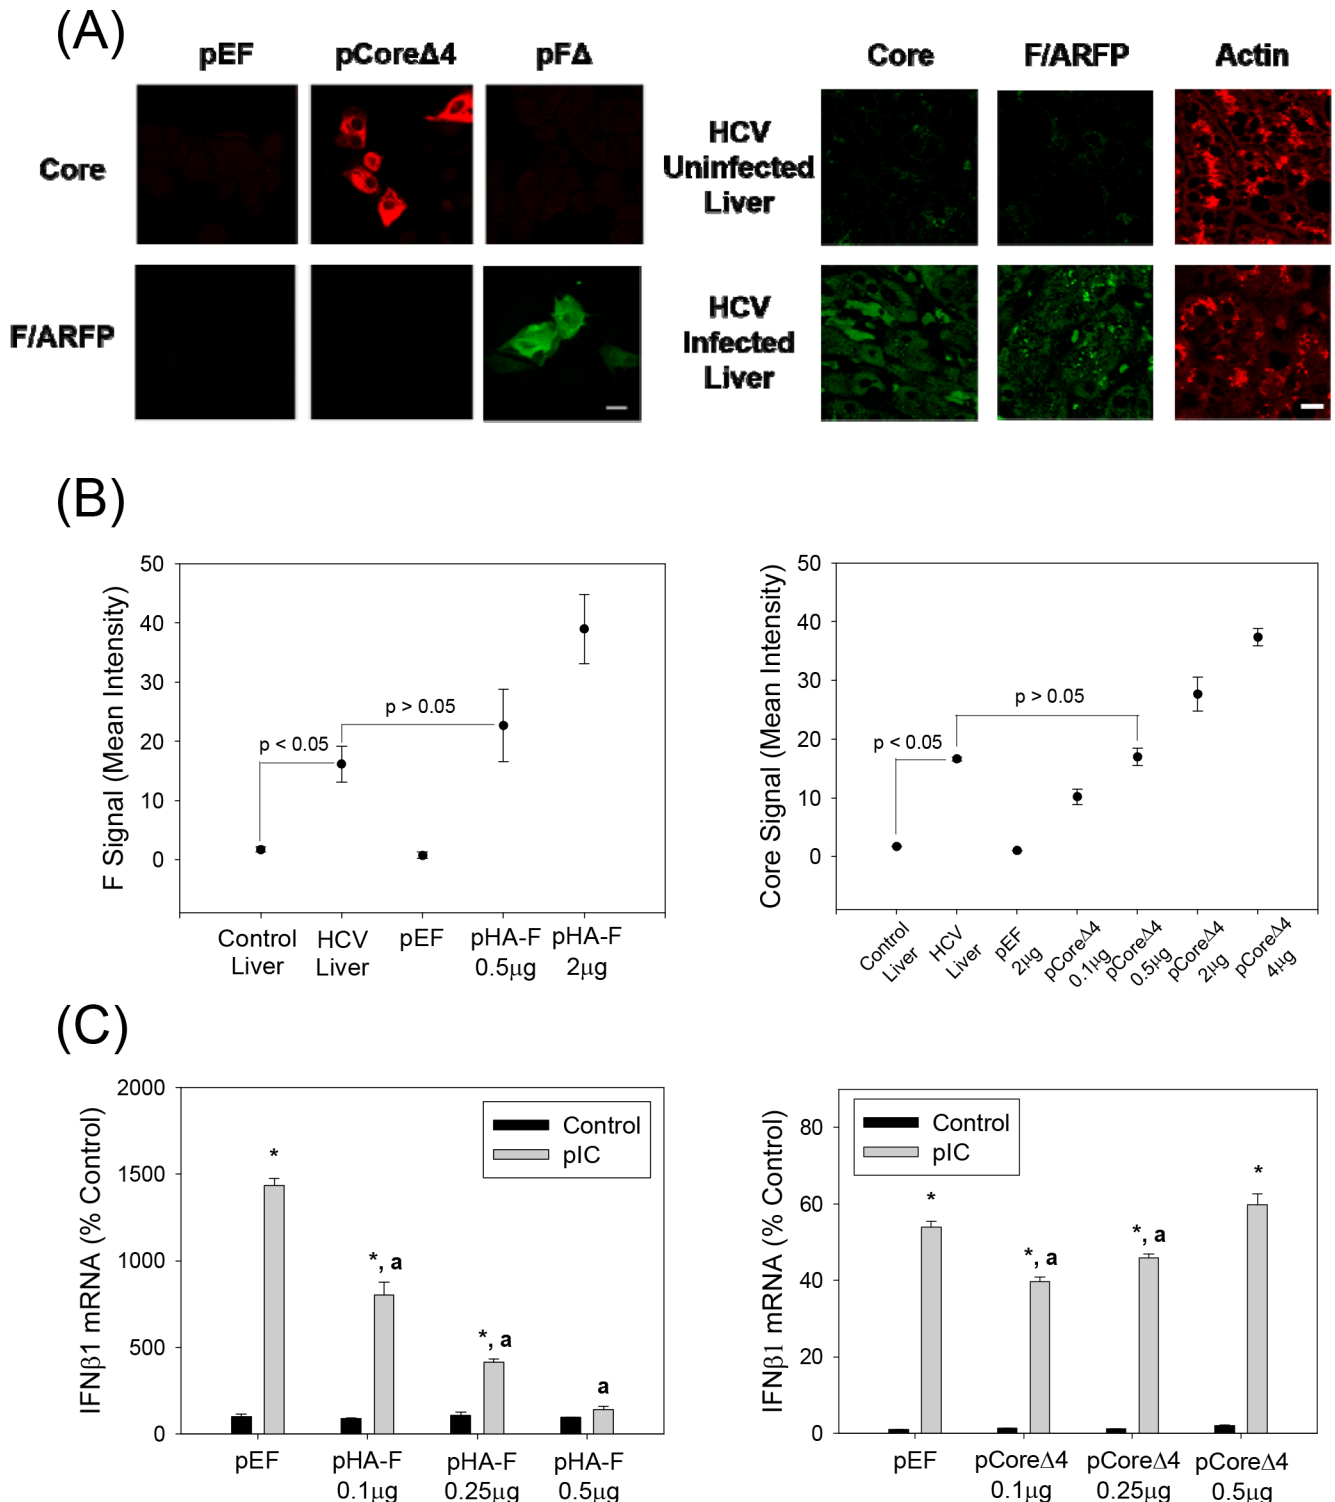 (A)
pEF pCoreΔ4 pFΔ
Core
F/ARFP
Core F/ARFP Actin
HCV
Uninfected
Liver
HCV
Infected
Liver
(B)
F Signal (Mean Intensity)
50
40
30
20
10
0
p < 0.05
p > 0.05
Control
Liver
HCV
Liver
pEF
pHA-F
0.5μg
pHA-F
2μg
Core Signal (Mean Intensity)
50
40
30
20
10
0
p < 0.05
p > 0.05
Control
Liver
HCV
Liver
pEF
2μg
pCoreΔ4
0.1μg
pCoreΔ4
0.5μg
pCoreΔ4
2μg
pCoreΔ4
4μg
(C)
IFNβ1 mRNA (% Control)
2000
1500
1000
500
0
Control
pIC
*
*, a
*, a
a
pEF
pHA-F
0.1μg
pHA-F
0.25μg
pHA-F
0.5μg
IFNβ1 mRNA (% Control)
80
60
40
20
0
Control
pIC
*
*, a
*, a
*
pEF
pCoreΔ4
0.1μg
pCoreΔ4
0.25μg
pCoreΔ4
0.5μg